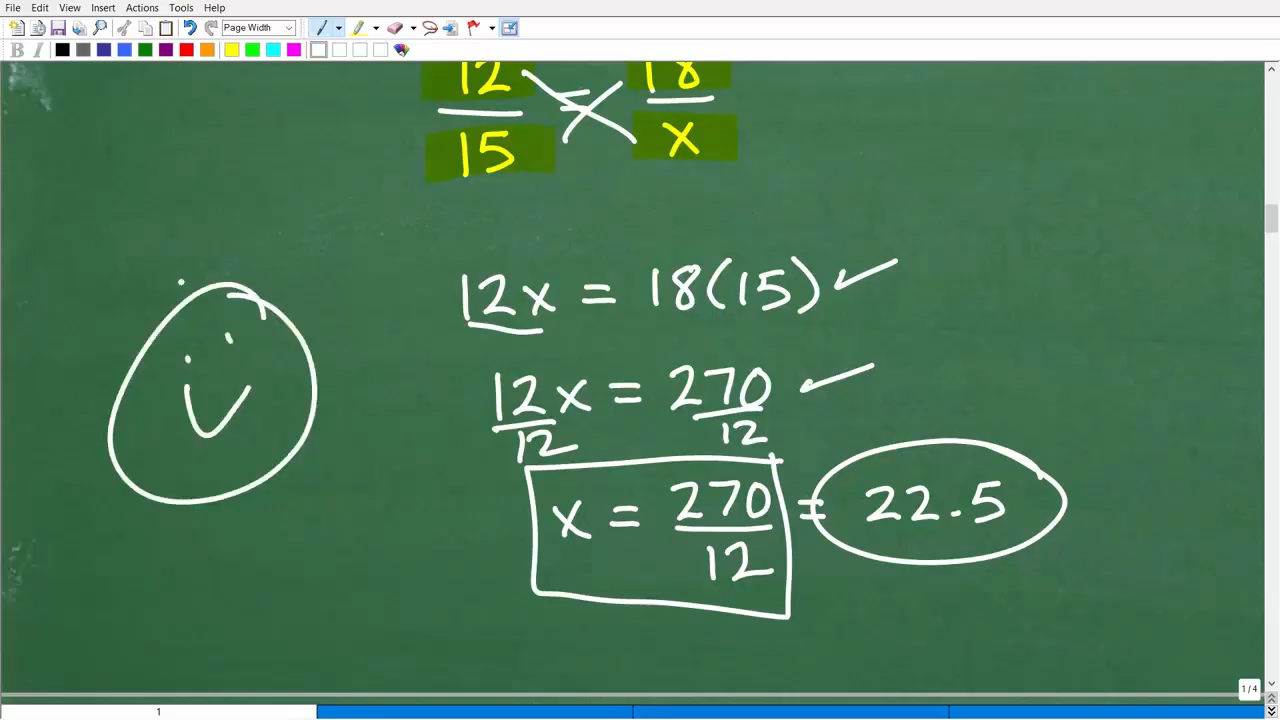 File Edit View Insert Actions Tools Help
Page Width
B I
12/15 = 18/x
12x = 18(15) ✓
12x/12 = 270/12 ✓
x = 270/12 = 22.5
1/4
1